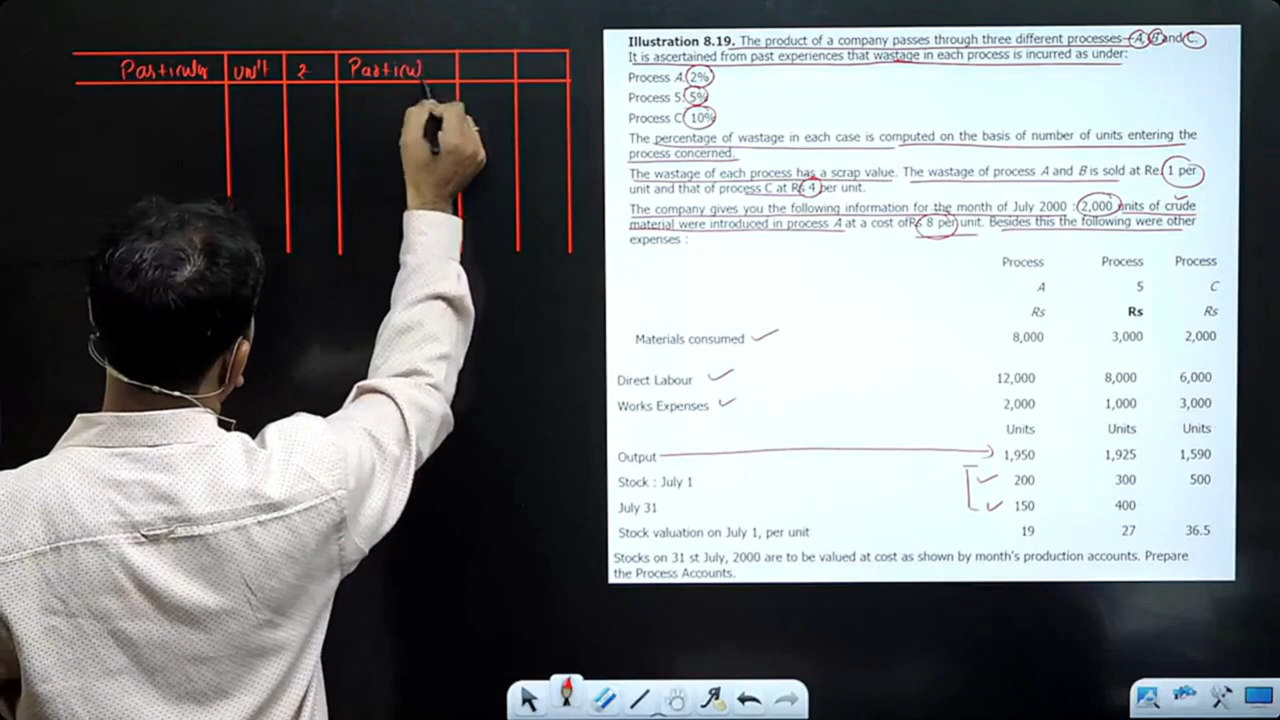 Particular Unit ₹ Particul
Illustration 8.19. The product of a company passes through three different processes—A, B and C.
It is ascertained from past experiences that wastage in each process is incurred as under:
Process A: 2%
Process 5: 5%
Process C: 10%
The percentage of wastage in each case is computed on the basis of number of units entering the
process concerned.
The wastage of each process has a scrap value. The wastage of process A and B is sold at Re. 1 per
unit and that of process C at Rs 4 per unit.
The company gives you the following information for the month of July 2000 : 2,000 units of crude
material were introduced in process A at a cost ofRs 8 per unit. Besides this the following were other
expenses :
Process Process Process
A 5 C
Rs Rs Rs
Materials consumed 8,000 3,000 2,000
Direct Labour 12,000 8,000 6,000
Works Expenses 2,000 1,000 3,000
Units Units Units
Output 1,950 1,925 1,590
Stock : July 1 200 300 500
July 31 150 400
Stock valuation on July 1, per unit 19 27 36.5
Stocks on 31 st July, 2000 are to be valued at cost as shown by month's production accounts. Prepare
the Process Accounts.